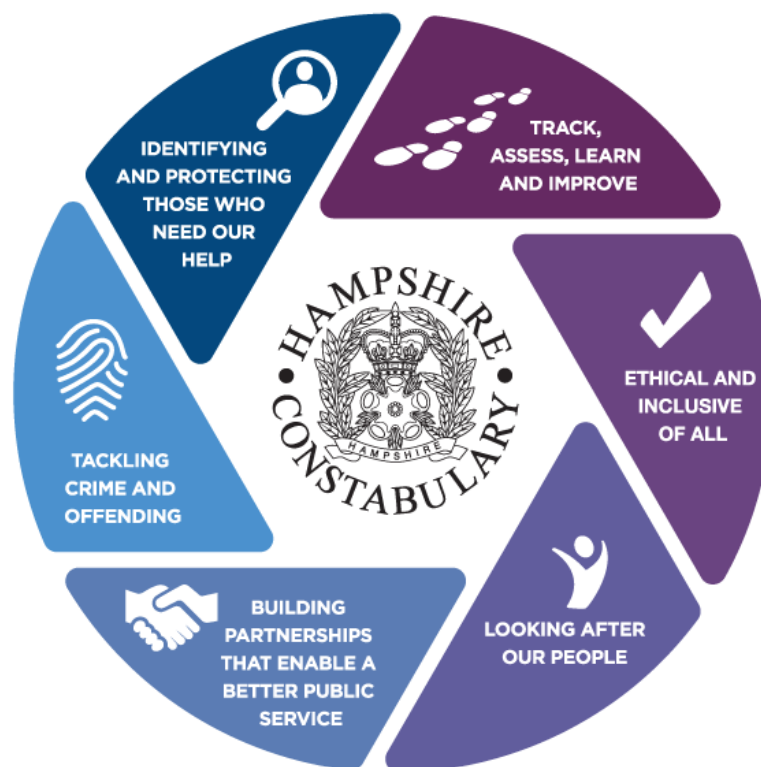 IDENTIFYING
AND PROTECTING
THOSE WHO
NEED OUR
HELP
TRACK,
ASSESS, LEARN
AND IMPROVE
ETHICAL AND
INCLUSIVE
OF ALL
LOOKING AFTER
OUR PEOPLE
BUILDING
PARTNERSHIPS
THAT ENABLE A
BETTER PUBLIC
SERVICE
TACKLING
CRIME AND
OFFENDING
HAMPSHIRE
CONSTABULARY
HAMPSHIRE